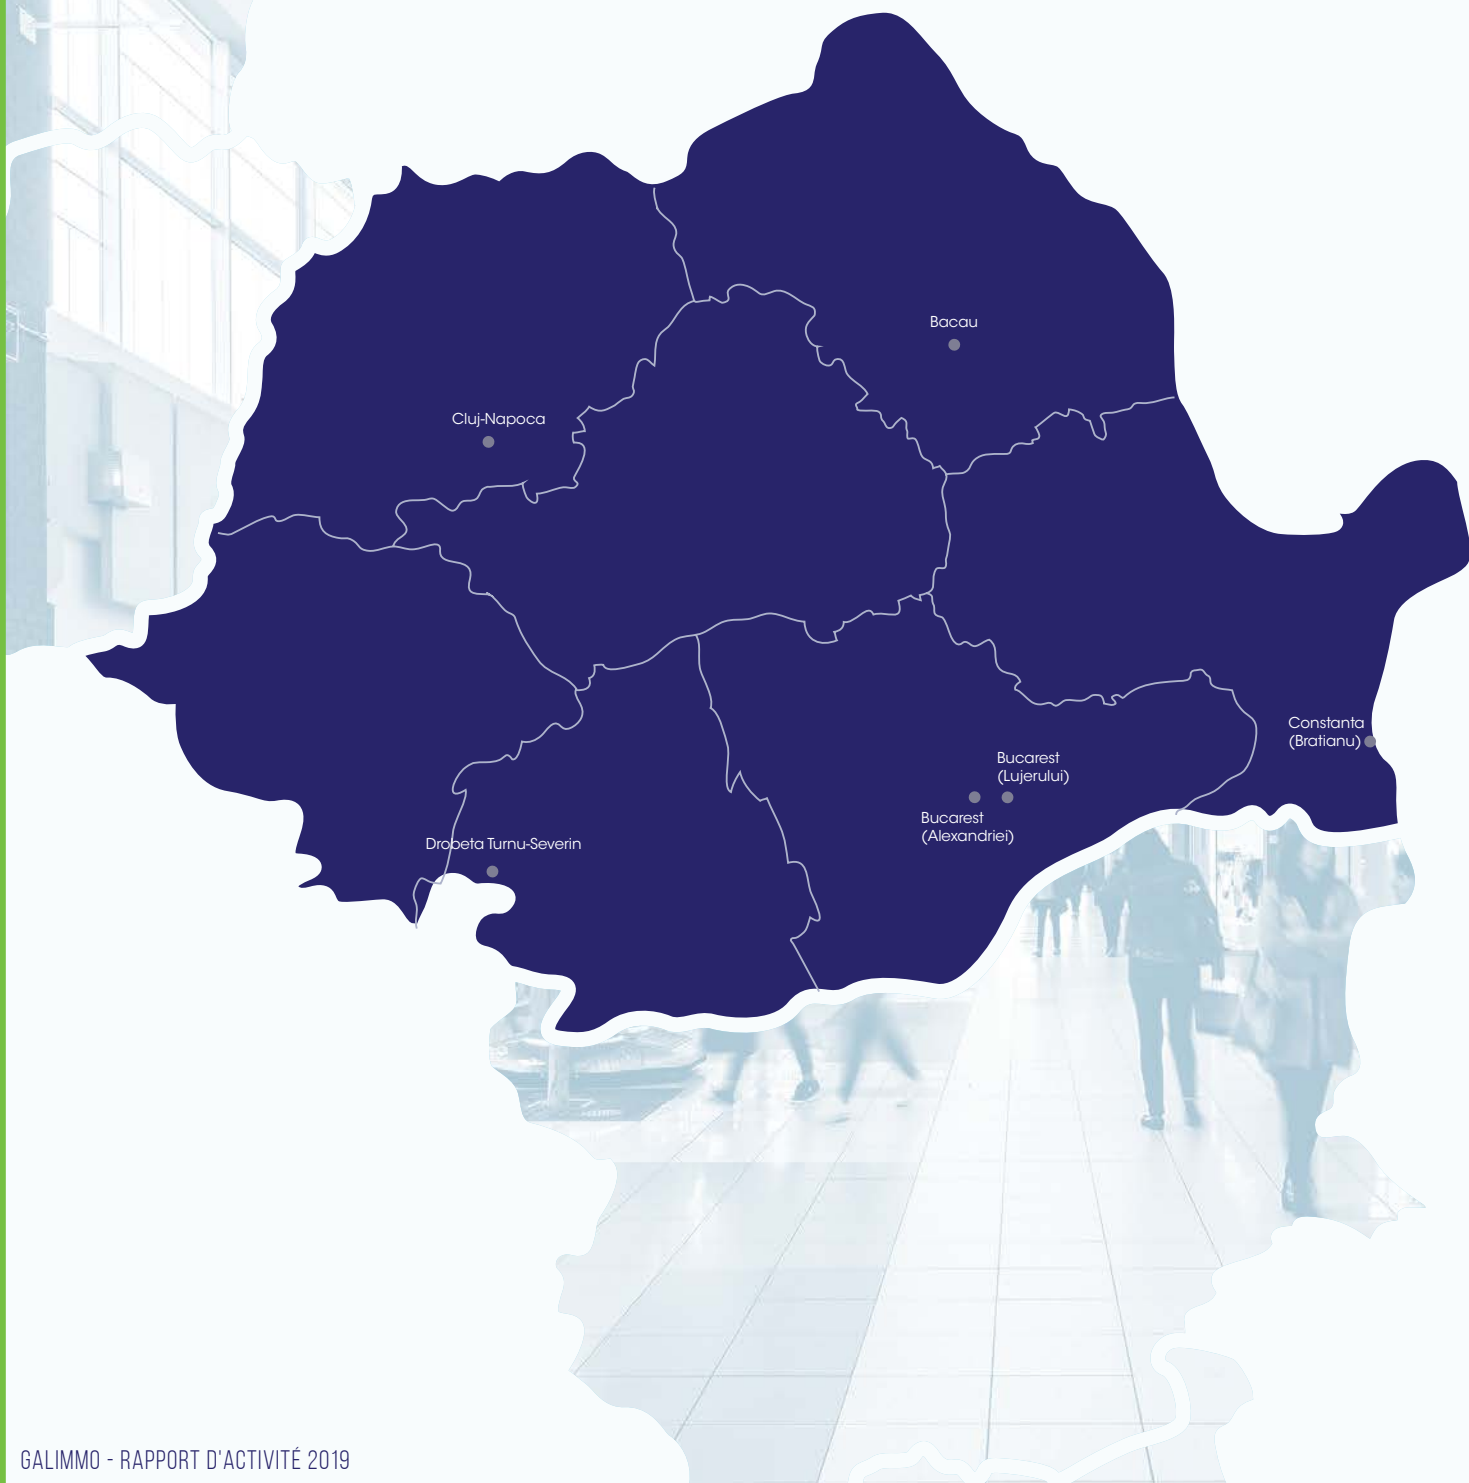 Bacau
Cluj-Napoca
Constanta
(Bratianu)
Bucarest
(Lujerului)
Bucarest
(Alexandriei)
Drobeta Turnu-Severin
GALIMMO - RAPPORT D'ACTIVITÉ 2019